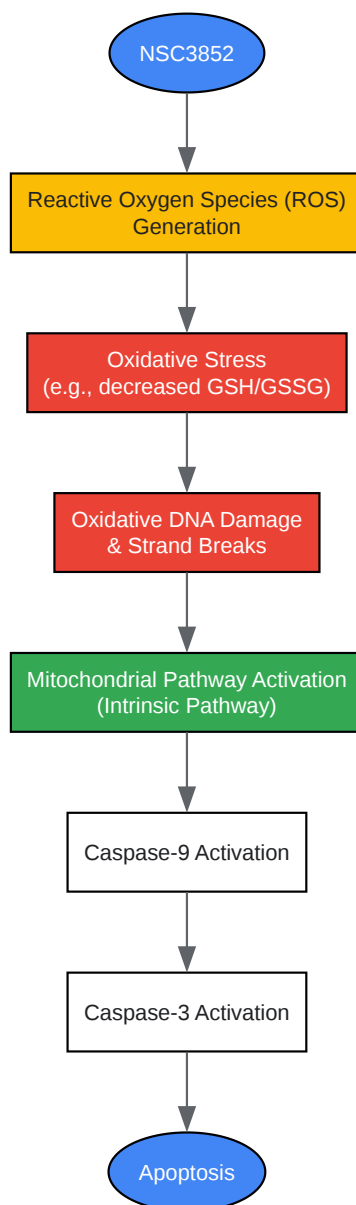 NSC3852
Reactive Oxygen Species (ROS)
Generation
Oxidative Stress
(e.g., decreased GSH/GSSG)
Oxidative DNA Damage
& Strand Breaks
Mitochondrial Pathway Activation
(Intrinsic Pathway)
Caspase-9 Activation
Caspase-3 Activation
Apoptosis